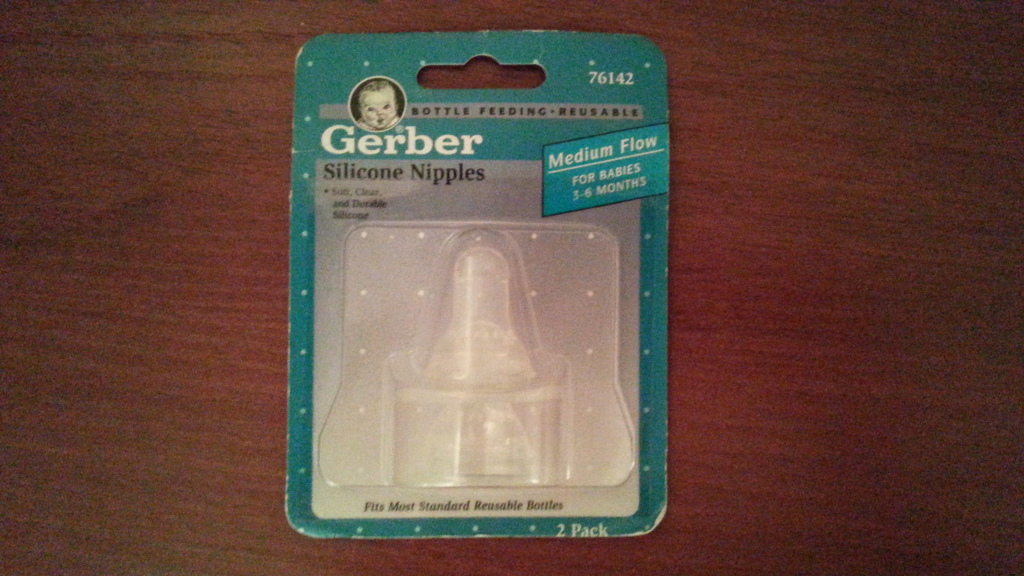 76142
BOTTLE FEEDING • REUSABLE
Gerber®
Silicone Nipples
Medium Flow
FOR BABIES
3-6 MONTHS
• Soft, Clear,
and Durable
Silicone
Fits Most Standard Reusable Bottles
2 Pack